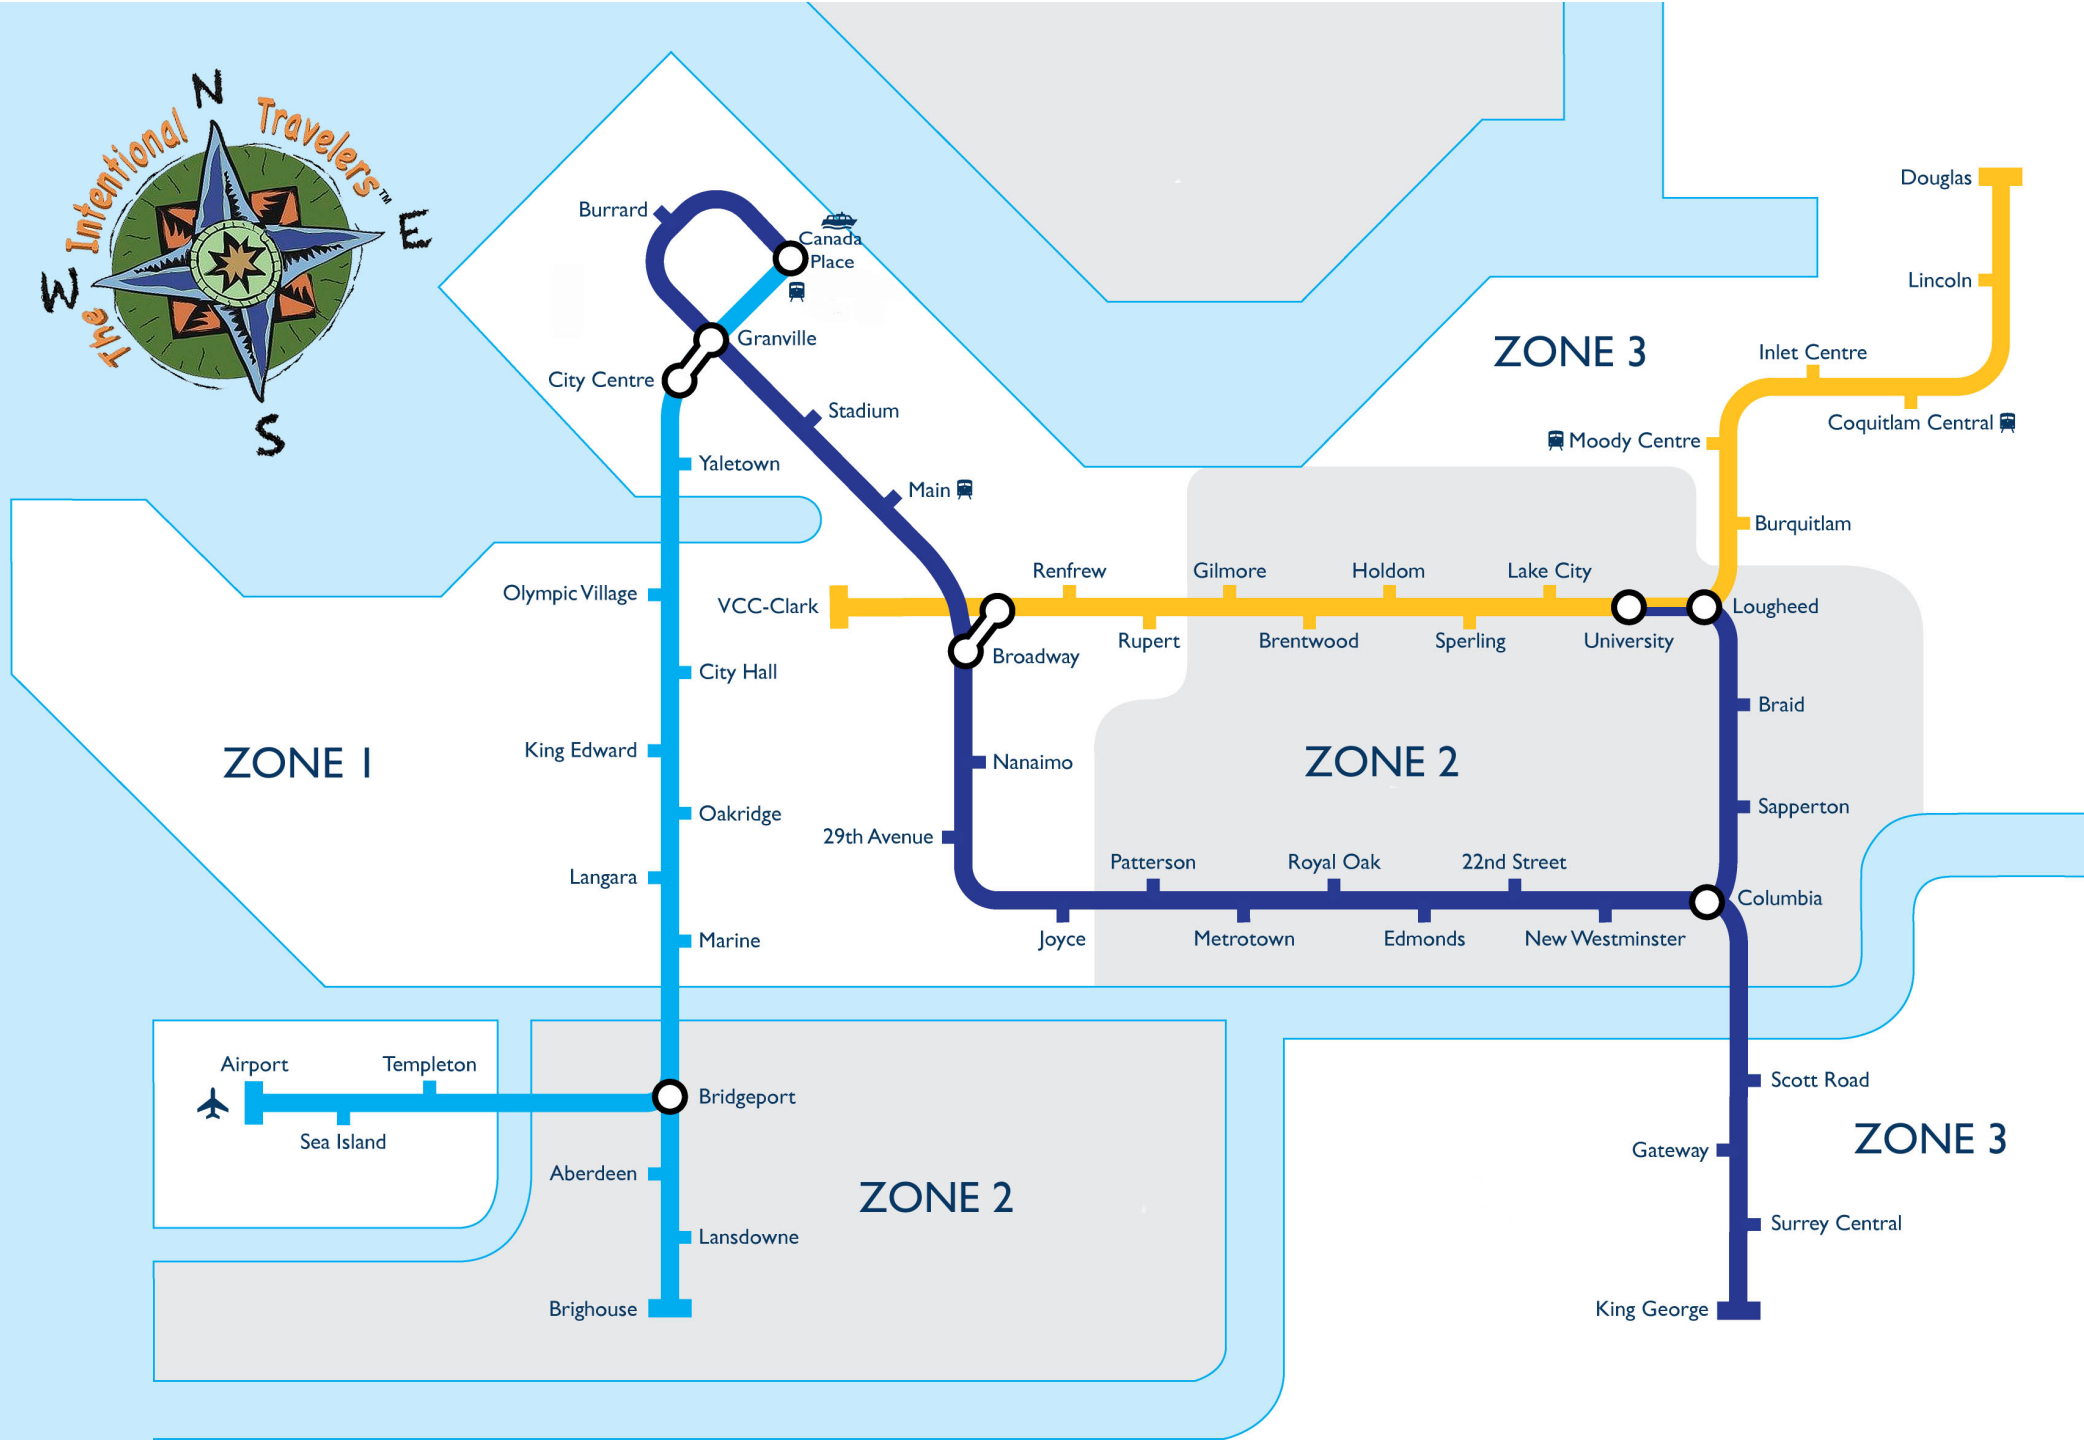 N
The Intentional Travelers™
E
W
S
Douglas
Burrard
Canada
Place
Lincoln
Granville
ZONE 3
Inlet Centre
City Centre
Stadium
Coquitlam Central
Moody Centre
Yaletown
Main
Burquitlam
Renfrew
Gilmore
Holdom
Lake City
Olympic Village
VCC-Clark
Lougheed
Rupert
Brentwood
Sperling
University
Broadway
City Hall
Braid
King Edward
ZONE 1
Nanaimo
ZONE 2
Oakridge
Sapperton
29th Avenue
Patterson
Royal Oak
22nd Street
Langara
Columbia
Marine
Joyce
Metrotown
Edmonds
New Westminster
Airport
Templeton
Scott Road
Bridgeport
Sea Island
ZONE 3
Gateway
Aberdeen
ZONE 2
Surrey Central
Lansdowne
Brighouse
King George